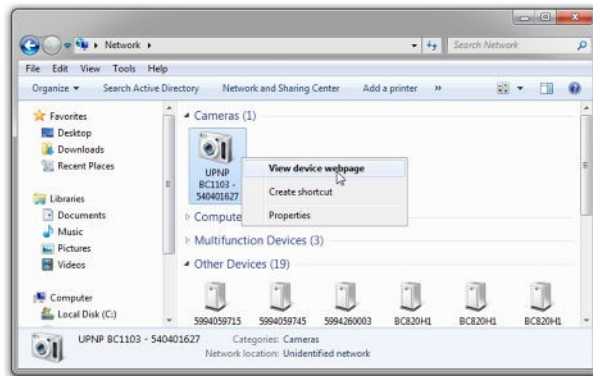 Network
Search Network
File Edit View Tools Help
Organize Search Active Directory Network and Sharing Center Add a printer »
Favorites
Desktop
Downloads
Recent Places
Libraries
Documents
Music
Pictures
Videos
Computer
Local Disk (C:)
Cameras (1)
UPNP
BC1103 -
540401627
View device webpage
Create shortcut
Properties
Compute
Multifunction Devices (3)
Other Devices (19)
5994059715 5994059745 5994260003 BC820H1 BC820H1 BC820H1
UPNP BC1103 - 540401627 Categories: Cameras
Network location: Unidentified network